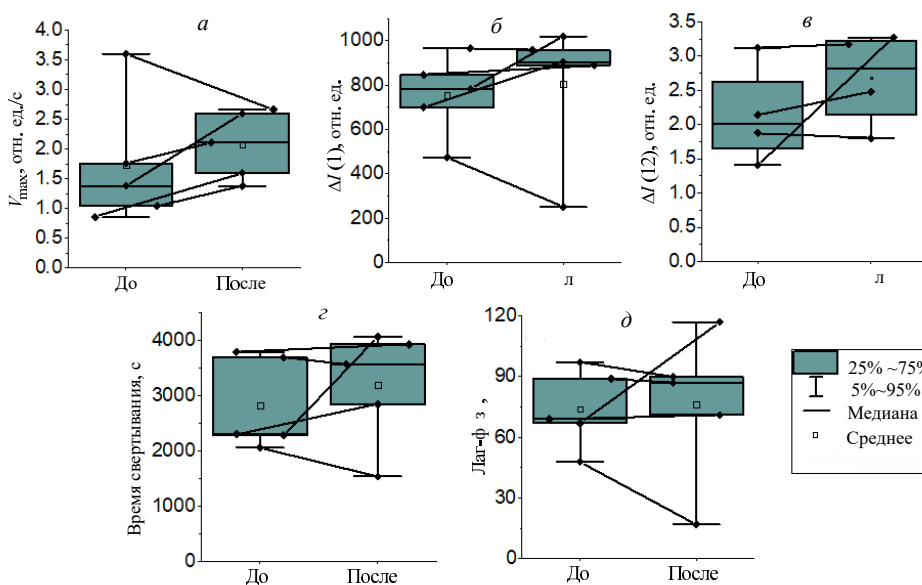 а
б
в
V max, отн. ед./с
4.0
3.5
3.0
2.5
2.0
1.5
1.0
0.5
0.0
До
После
ΔI (1), отн. ед.
1000
800
600
400
200
0
До
л
ΔI (12), отн. ед.
3.5
3.0
2.5
2.0
1.5
1.0
0.5
0.0
До
л
г
д
Время свертывания, с
4000
3000
2000
1000
0
До
После
Лаг-ф з ,
120
90
60
30
0
До
После
25% ~75%
5%~95%
Медиана
Среднее